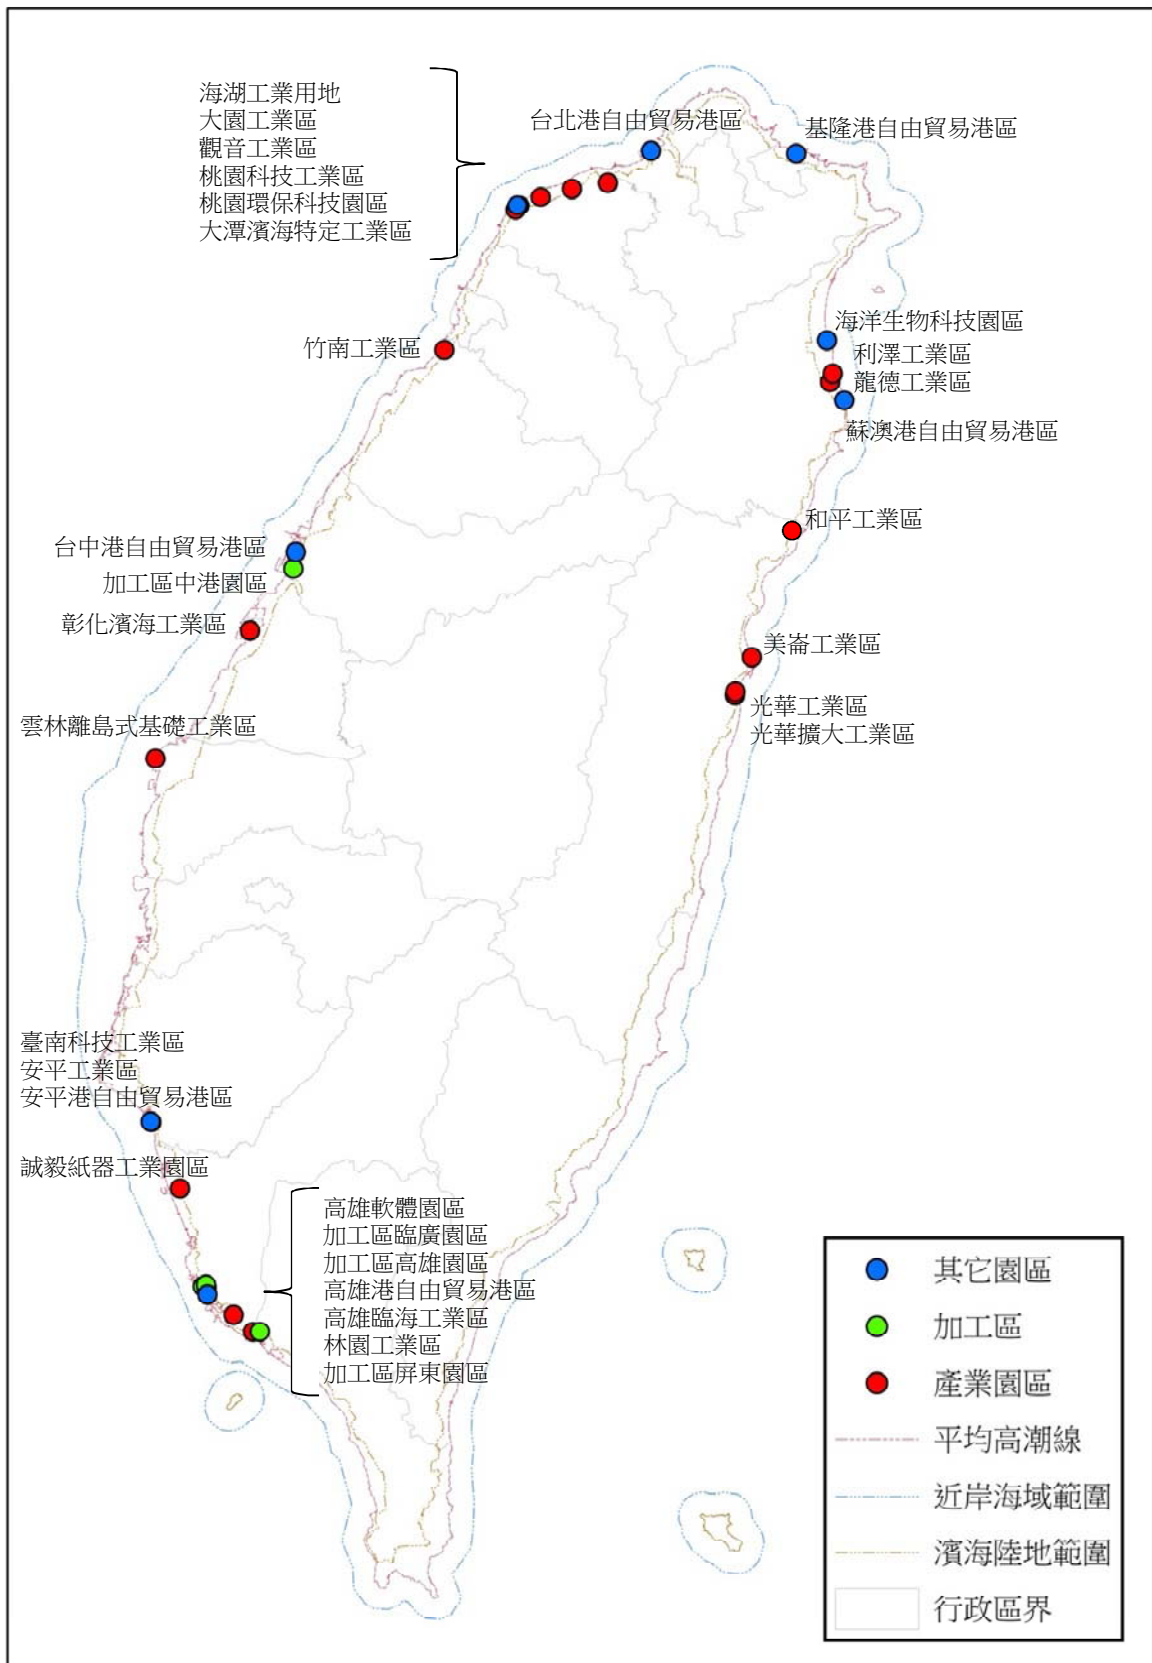 海湖工業用地
大園工業區
觀音工業區
桃園科技工業區
桃園環保科技園區
大潭濱海特定工業區
台北港自由貿易港區
基隆港自由貿易港區
竹南工業區
海洋生物科技園區
利澤工業區
龍德工業區
蘇澳港自由貿易港區
和平工業區
台中港自由貿易港區
加工區中港園區
彰化濱海工業區
美崙工業區
光華工業區
光華擴大工業區
雲林離島式基礎工業區
臺南科技工業區
安平工業區
安平港自由貿易港區
誠毅紙器工業園區
高雄軟體園區
加工區臨廣園區
加工區高雄園區
高雄港自由貿易港區
高雄臨海工業區
林園工業區
加工區屏東園區
其它園區
加工區
產業園區
平均高潮線
近岸海域範圍
濱海陸地範圍
行政區界